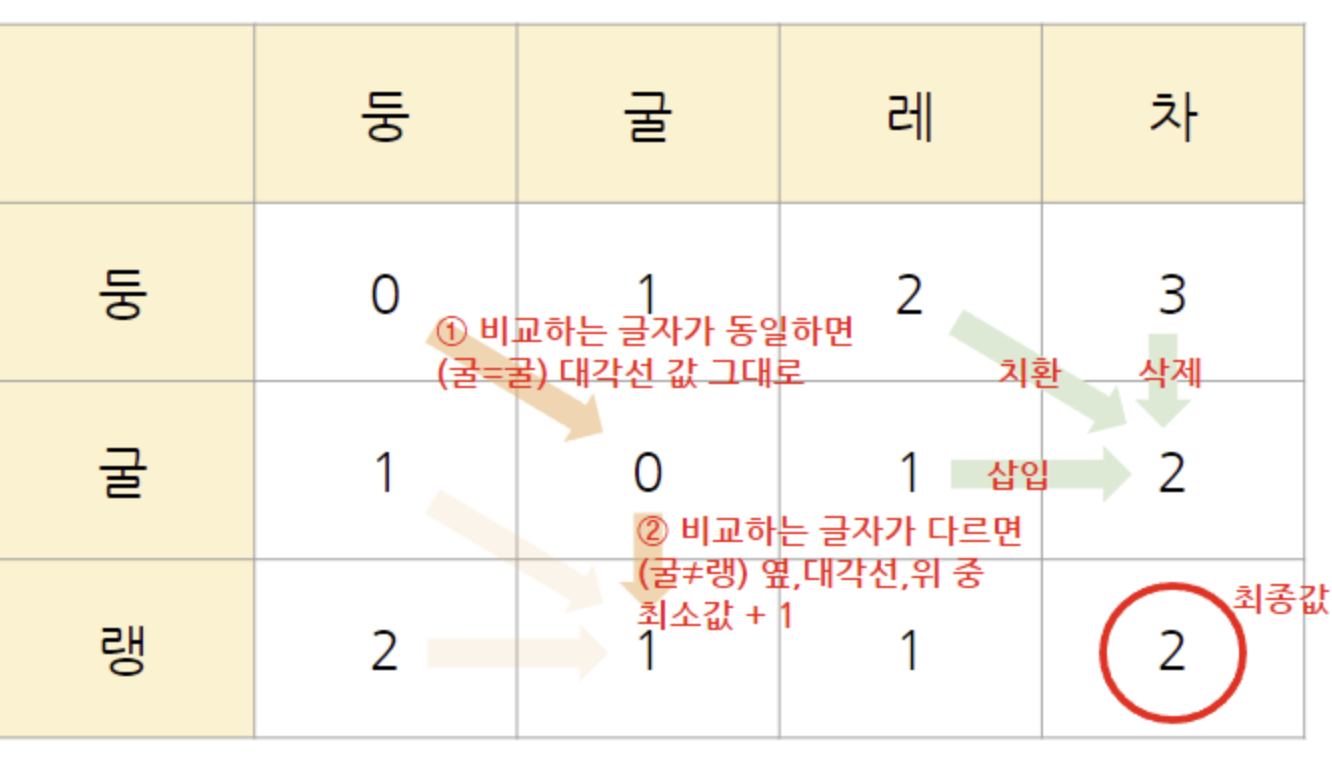 둥 굴 레 차
둥 0 1 2 3
① 비교하는 글자가 동일하면
(굴=굴) 대각선 값 그대로
치환 삭제
굴 1 0 1 2
삽입
② 비교하는 글자가 다르면
(굴≠랭) 옆,대각선,위 중
최소값 + 1
최종값
랭 2 1 1 2